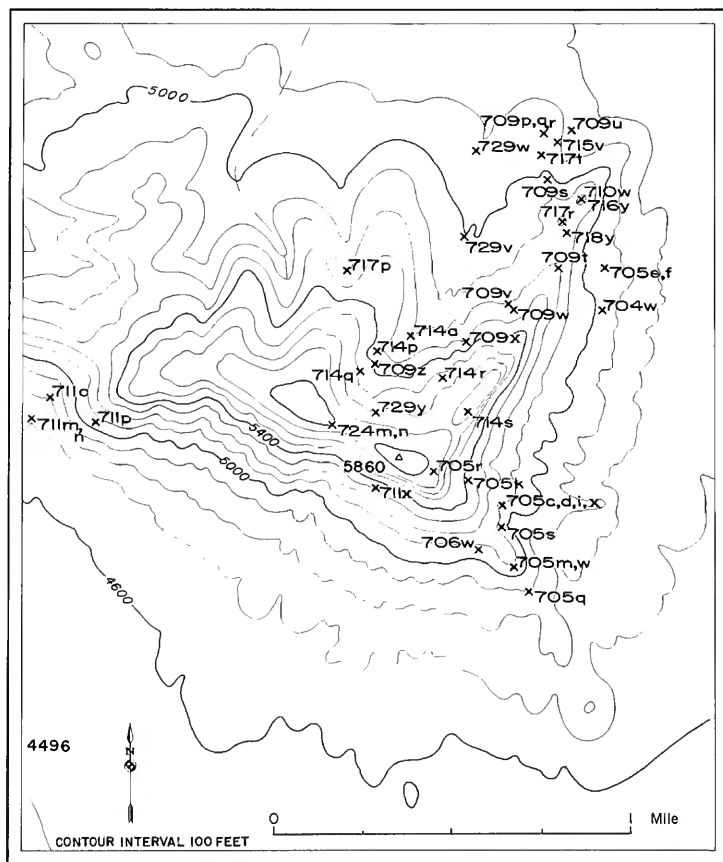 5000
709p,qr
709u
729w
715v
717t
709s
710w
716y
717r
718y
729v
709t
705e,f
717p
709v
709w
704w
714a
709x
714p
709z
714q
714r
711o
729y
714s
711m,
n
711p
724m,n
5400
5860
705r
5000
711x
705k
705c,d,i,x
705s
706w
705m,w
4600
705q
4496
N
0
1
Mile
CONTOUR INTERVAL 100 FEET